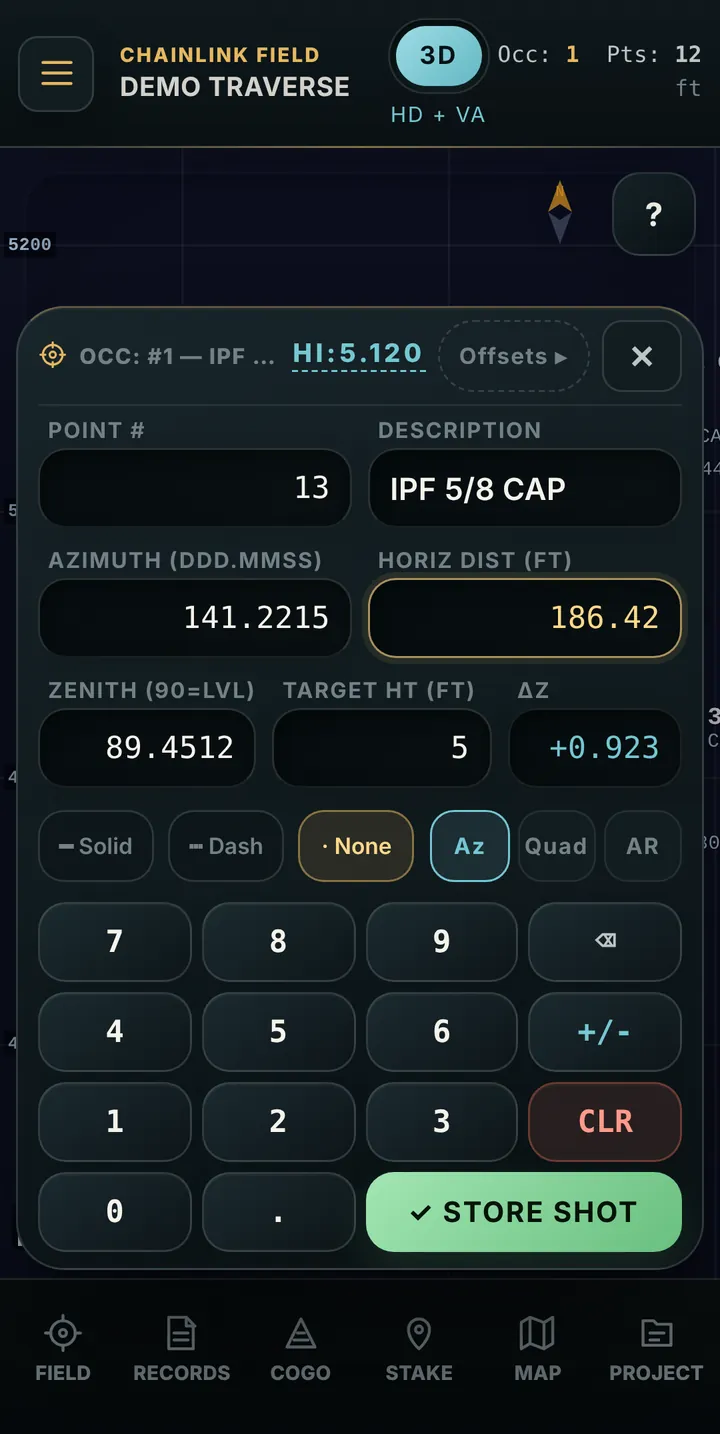 CHAINLINK FIELD
DEMO TRAVERSE
3D
HD + VA
Occ: 1 Pts: 12
ft
?
5200
OCC: #1 — IPF ... HI:5.120 Offsets ▸ ✕
POINT # DESCRIPTION
13 IPF 5/8 CAP
AZIMUTH (DDD.MMSS) HORIZ DIST (FT)
141.2215 186.42
ZENITH (90=LVL) TARGET HT (FT) ΔZ
89.4512 5 +0.923
━ Solid ┅ Dash · None Az Quad AR
7 8 9 ⌫
4 5 6 +/-
1 2 3 CLR
0 . ✓ STORE SHOT
FIELD RECORDS COGO STAKE MAP PROJECT